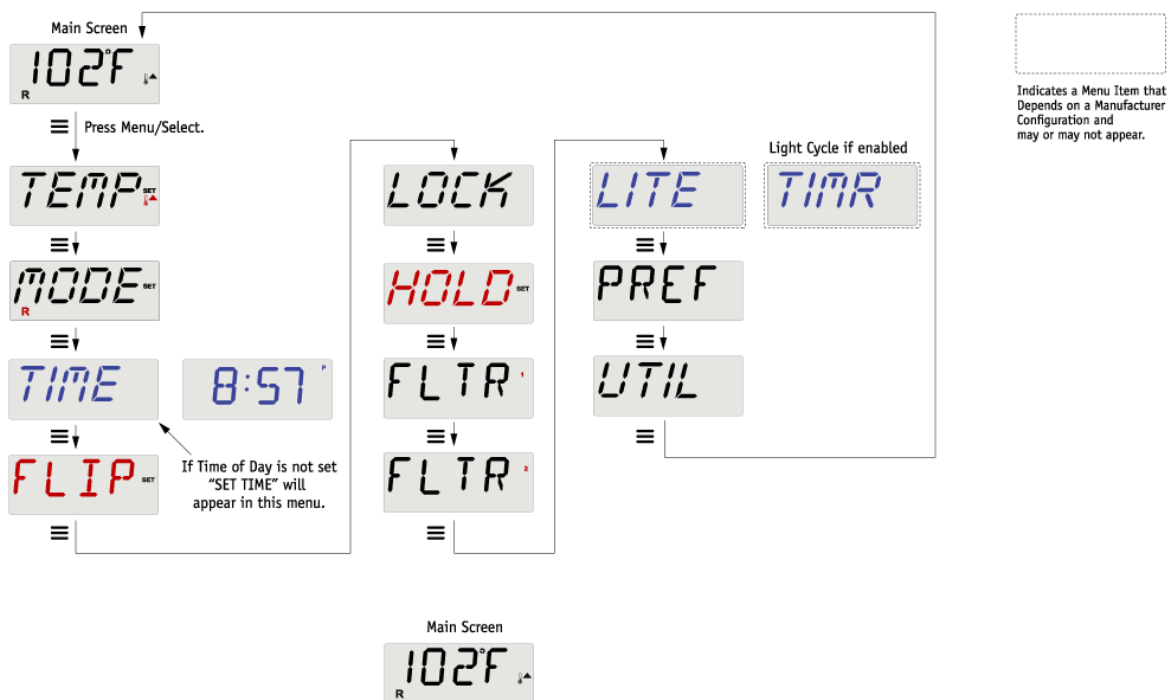 Main Screen
102°F
R
Press Menu/Select.
TEMP SET
MODE SET
R
TIME
8:57 P
If Time of Day is not set
“SET TIME” will
appear in this menu.
FLIP SET
LOCK
HOLD SET
FLTR 1
FLTR 2
Light Cycle if enabled
LITE
TIMR
PREF
UTIL
Indicates a Menu Item that
Depends on a Manufacturer
Configuration and
may or may not appear.
Main Screen
102°F
R